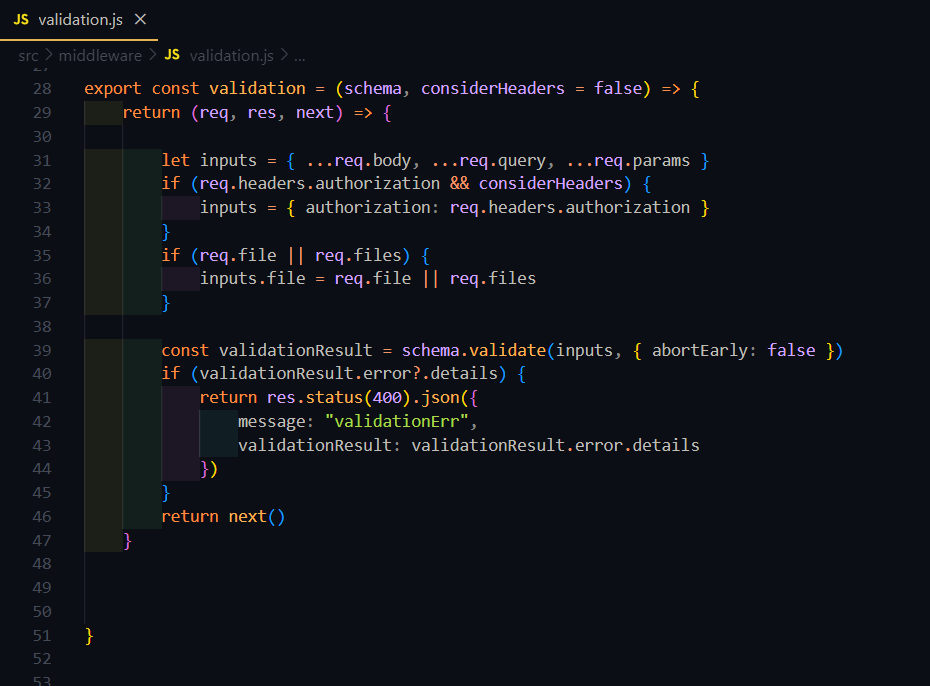 JS validation.js ×
src > middleware > JS validation.js > ...
27
28 export const validation = (schema, considerHeaders = false) => {
29     return (req, res, next) => {
30
31         let inputs = { ...req.body, ...req.query, ...req.params }
32         if (req.headers.authorization && considerHeaders) {
33             inputs = { authorization: req.headers.authorization }
34         }
35         if (req.file || req.files) {
36             inputs.file = req.file || req.files
37         }
38
39         const validationResult = schema.validate(inputs, { abortEarly: false })
40         if (validationResult.error?.details) {
41             return res.status(400).json({
42                 message: "validationErr",
43                 validationResult: validationResult.error.details
44             })
45         }
46         return next()
47     }
48
49
50
51 }
52
53